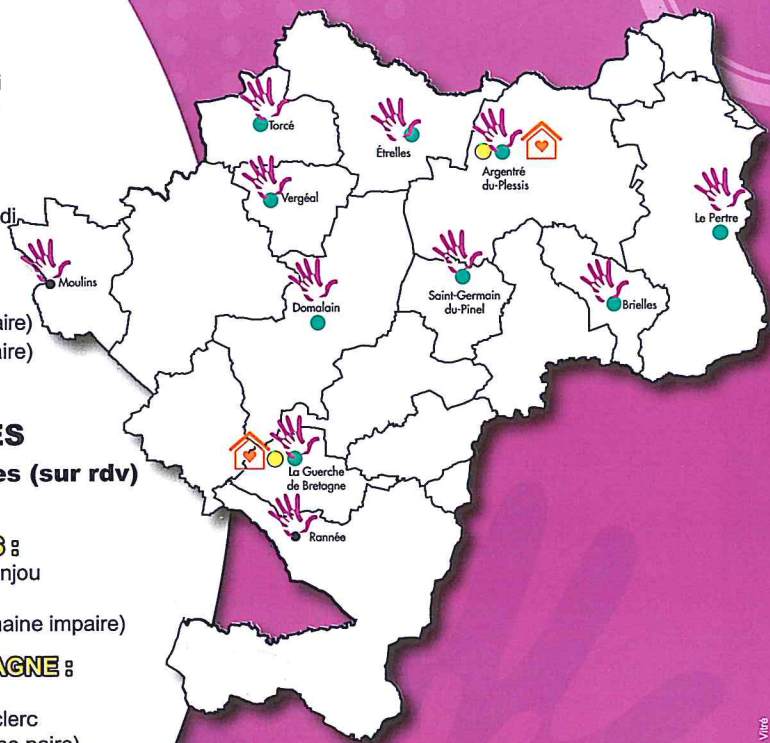 i
di
aire)
aire)
ES
es (sur rdv)
S :
njou
naine impaire)
AGNE :
clerc
Torcé
Étrelles
Argentré
du-Plessis
Le Pertre
Vergéal
Moulins
Domalain
Saint-Germain
du-Pinel
Brielles
La Guerche
de Bretagne
Rannée
Vitré